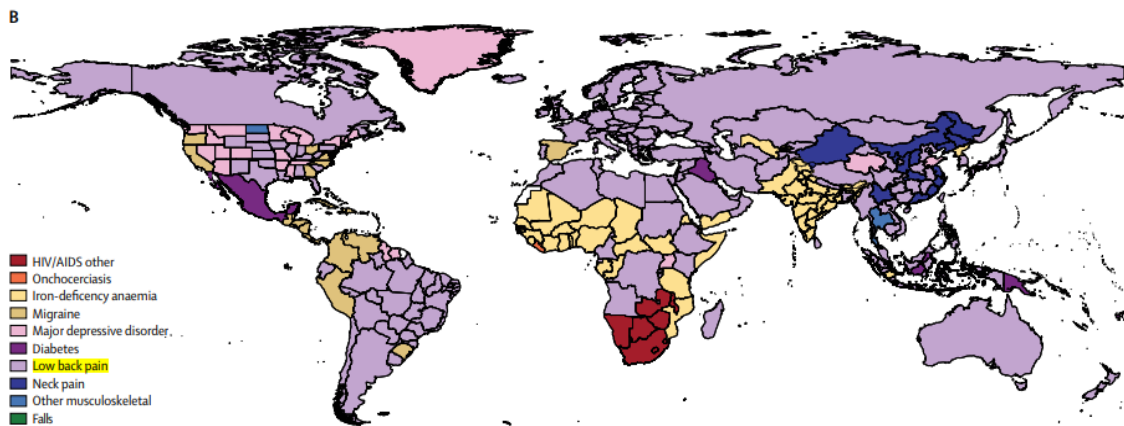 B
HIV/AIDS other
Onchocerciasis
Iron-deficency anaemia
Migraine
Major depressive disorder
Diabetes
Low back pain
Neck pain
Other musculoskeletal
Falls